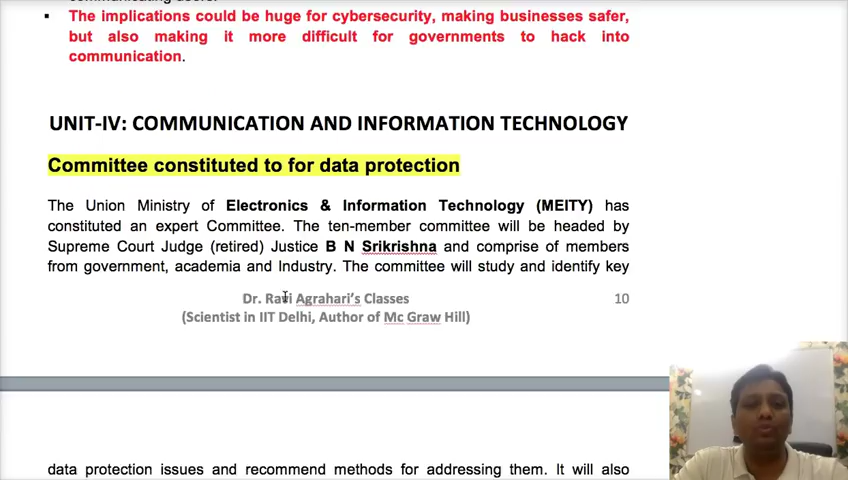 ▪ The implications could be huge for cybersecurity, making businesses safer,
but also making it more difficult for governments to hack into
communication.
UNIT-IV: COMMUNICATION AND INFORMATION TECHNOLOGY
Committee constituted to for data protection
The Union Ministry of Electronics & Information Technology (MEITY) has
constituted an expert Committee. The ten-member committee will be headed by
Supreme Court Judge (retired) Justice B N Srikrishna and comprise of members
from government, academia and Industry. The committee will study and identify key
Dr. Ravi Agrahari's Classes 10
(Scientist in IIT Delhi, Author of Mc Graw Hill)
data protection issues and recommend methods for addressing them. It will also